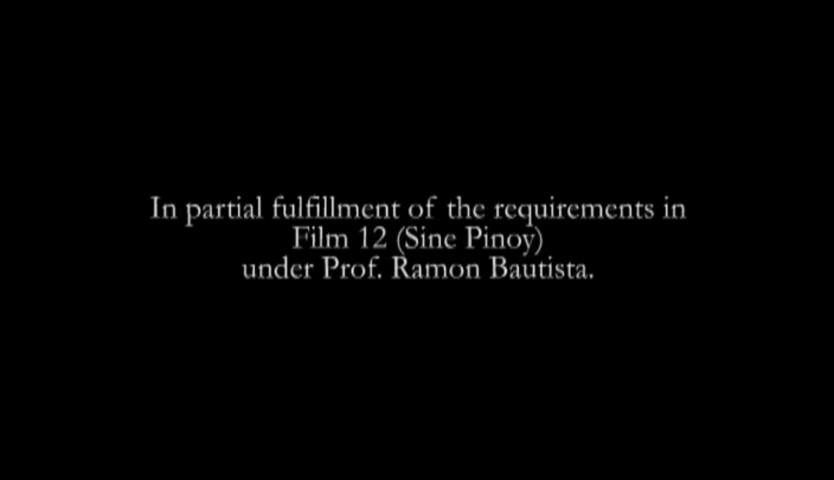 In partial fulfillment of the requirements in
Film 12 (Sine Pinoy)
under Prof. Ramon Bautista.